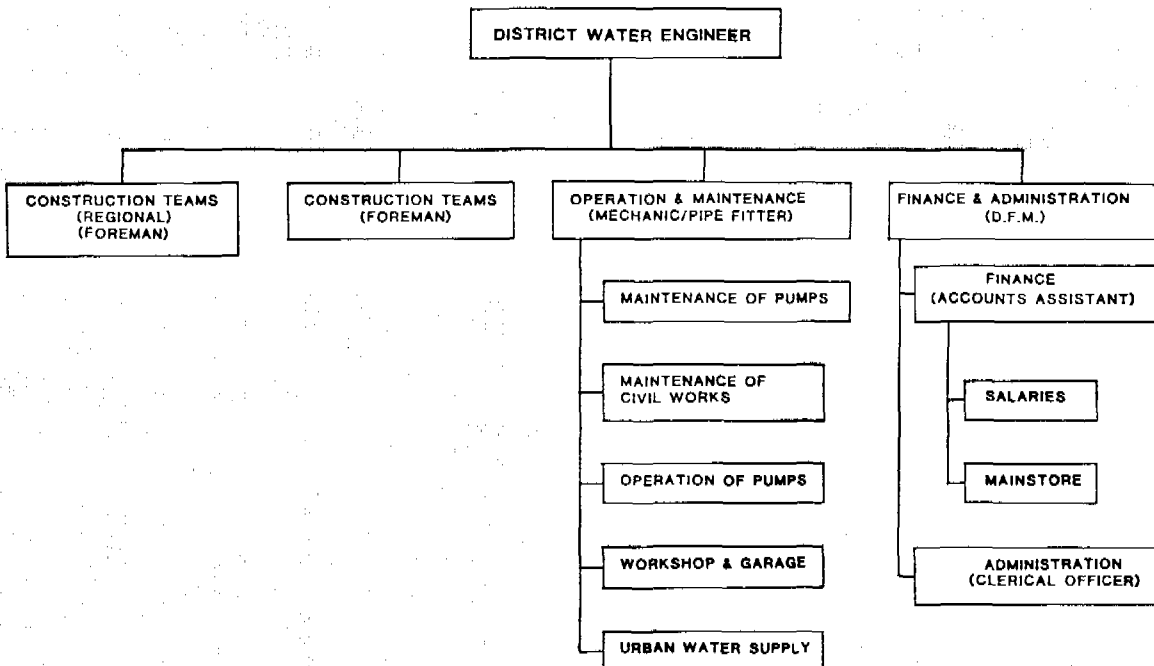 DISTRICT WATER ENGINEER
CONSTRUCTION TEAMS
(REGIONAL)
(FOREMAN)
CONSTRUCTION TEAMS
(FOREMAN)
OPERATION & MAINTENANCE
(MECHANIC/PIPE FITTER)
FINANCE & ADMINISTRATION
(D.F.M.)
MAINTENANCE OF PUMPS
MAINTENANCE OF
CIVIL WORKS
OPERATION OF PUMPS
WORKSHOP & GARAGE
URBAN WATER SUPPLY
FINANCE
(ACCOUNTS ASSISTANT)
SALARIES
MAINSTORE
ADMINISTRATION
(CLERICAL OFFICER)